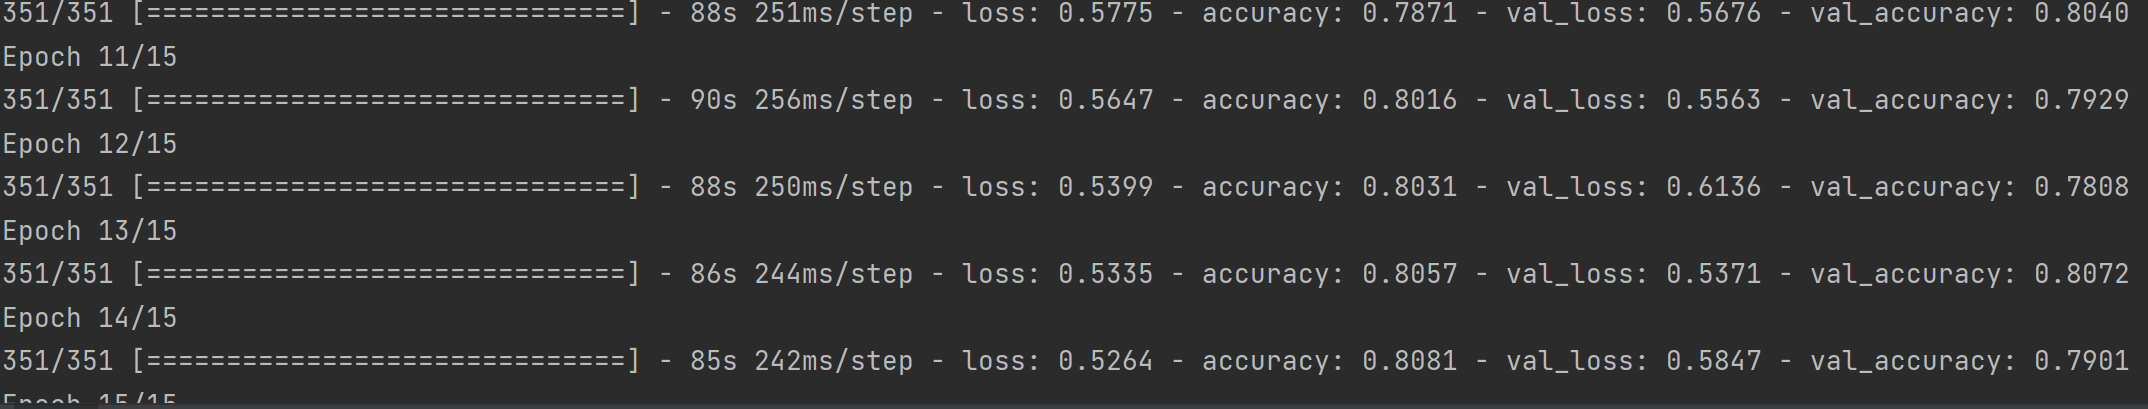 351/351 [==============================] - 88s 251ms/step - loss: 0.5775 - accuracy: 0.7871 - val_loss: 0.5676 - val_accuracy: 0.8040
Epoch 11/15
351/351 [==============================] - 90s 256ms/step - loss: 0.5647 - accuracy: 0.8016 - val_loss: 0.5563 - val_accuracy: 0.7929
Epoch 12/15
351/351 [==============================] - 88s 250ms/step - loss: 0.5399 - accuracy: 0.8031 - val_loss: 0.6136 - val_accuracy: 0.7808
Epoch 13/15
351/351 [==============================] - 86s 244ms/step - loss: 0.5335 - accuracy: 0.8057 - val_loss: 0.5371 - val_accuracy: 0.8072
Epoch 14/15
351/351 [==============================] - 85s 242ms/step - loss: 0.5264 - accuracy: 0.8081 - val_loss: 0.5847 - val_accuracy: 0.7901
Epoch 15/15